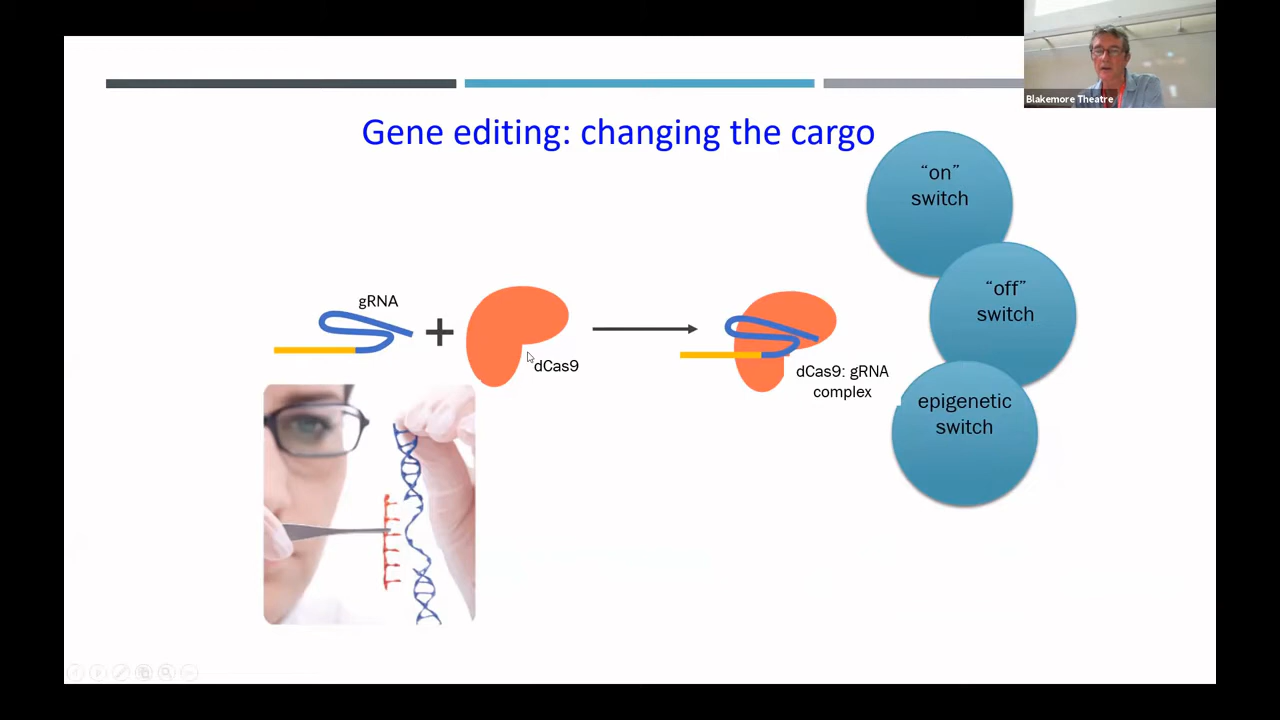 Blakemore Theatre
Gene editing: changing the cargo
“on”
switch
“off”
switch
gRNA
+
dCas9
dCas9: gRNA
complex
epigenetic
switch